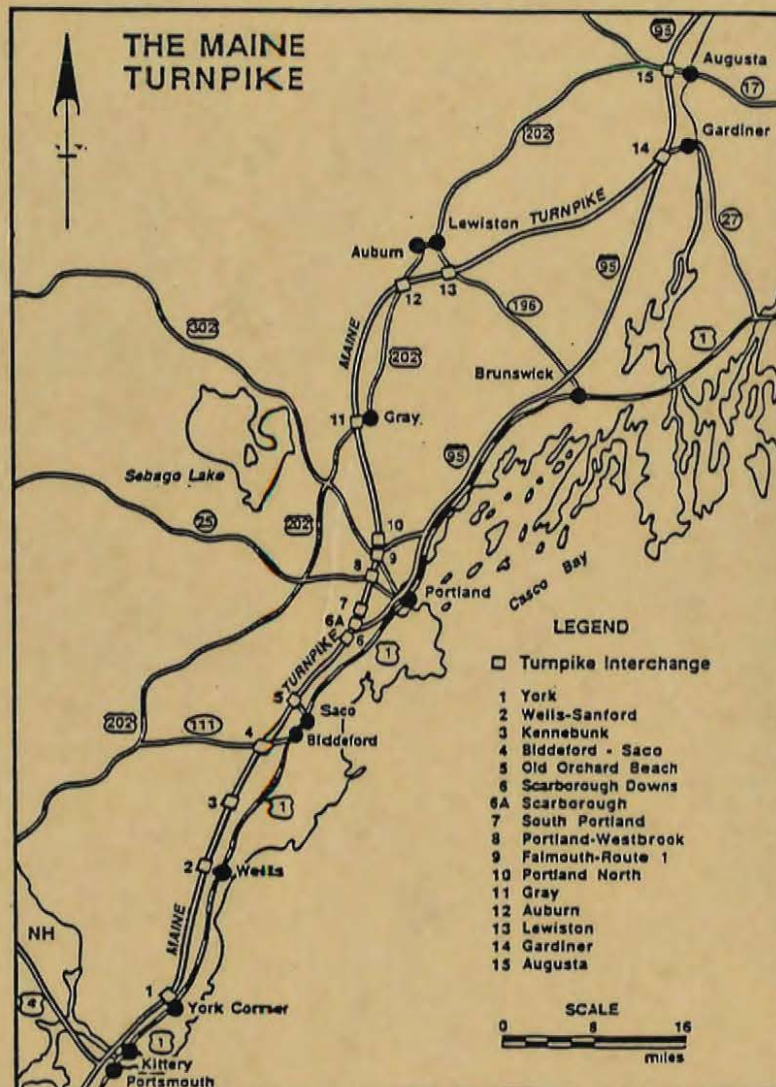 THE MAINE
TURNPIKE
95
15
Augusta
17
202
Gardiner
14
Lewiston
TURNPIKE
27
Auburn
13
95
12
196
302
MAINE
202
1
Brunswick
11
Gray
95
Sebago Lake
202
25
10
9
8
Casco Bay
Portland
7
6A
6
LEGEND
TURNPIKE
1
Turnpike Interchange
5
Saco
202
111
4
Biddeford
1 York
2 Wells-Sanford
3 Kennebunk
4 Biddeford - Saco
5 Old Orchard Beach
6 Scarborough Downs
6A Scarborough
7 South Portland
8 Portland-Westbrook
9 Falmouth-Route 1
10 Portland North
11 Gray
12 Auburn
13 Lewiston
14 Gardiner
15 Augusta
3
1
2
Wells
MAINE
NH
1
York Corner
4
1
Kittery
Portsmouth
SCALE
0 8 16
miles